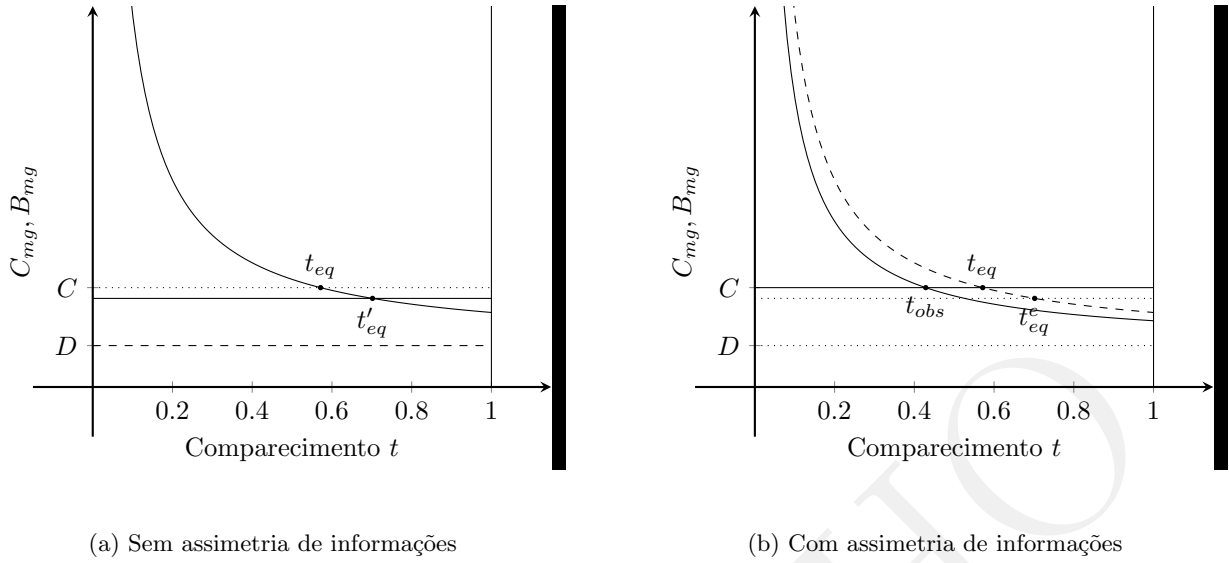 C_{mg}, B_{mg}
C
D
t_{eq}
t'_{eq}
0.2 0.4 0.6 0.8 1
Comparecimento t
(a) Sem assimetria de informações
C_{mg}, B_{mg}
C
D
t_{eq}
t_{obs}
t^{e}_{eq}
0.2 0.4 0.6 0.8 1
Comparecimento t
(b) Com assimetria de informações